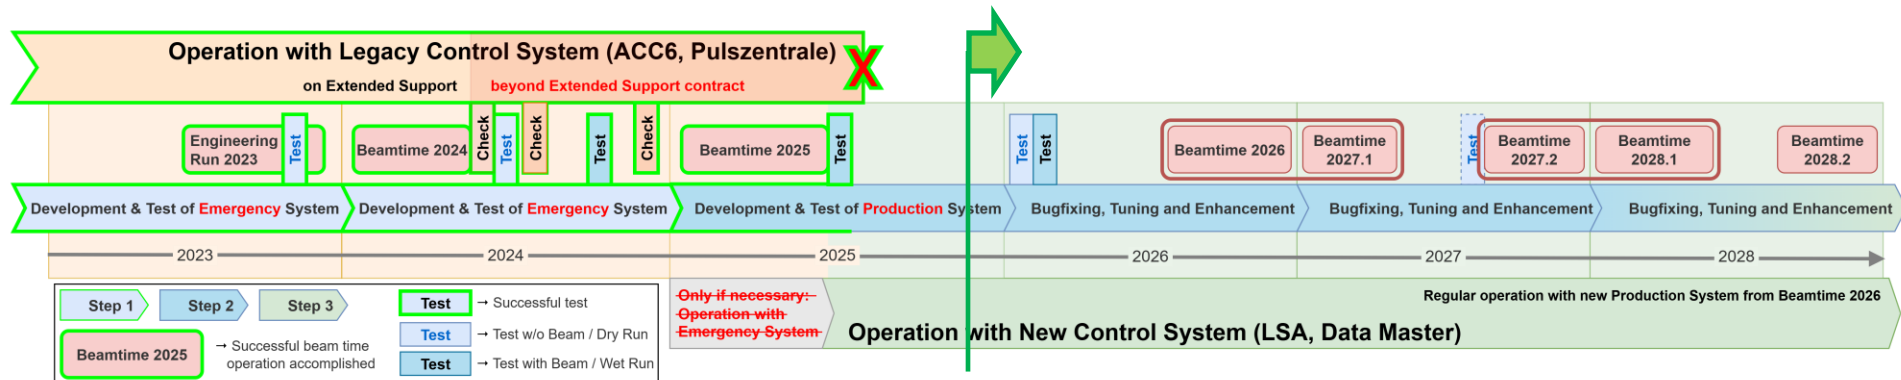 Operation with Legacy Control System (ACC6, Pulszentrale)
X
on Extended Support
beyond Extended Support contract
Engineering
Run 2023
Test
Beamtime 2024
Check
Test
Check
Test
Check
Beamtime 2025
Test
Test
Test
Beamtime 2026
Beamtime
2027.1
Test
Beamtime
2027.2
Beamtime
2028.1
Beamtime
2028.2
Development & Test of Emergency System
Development & Test of Emergency System
Development & Test of Production System
Bugfixing, Tuning and Enhancement
Bugfixing, Tuning and Enhancement
Bugfixing, Tuning and Enhancement
2023
2024
2025
2026
2027
2028
Step 1
Step 2
Step 3
Beamtime 2025
→ Successful beam time
operation accomplished
Test
→ Successful test
Test
→ Test w/o Beam / Dry Run
Test
→ Test with Beam / Wet Run
Only if necessary:
Operation with
Emergency System
Regular operation with new Production System from Beamtime 2026
Operation with New Control System (LSA, Data Master)